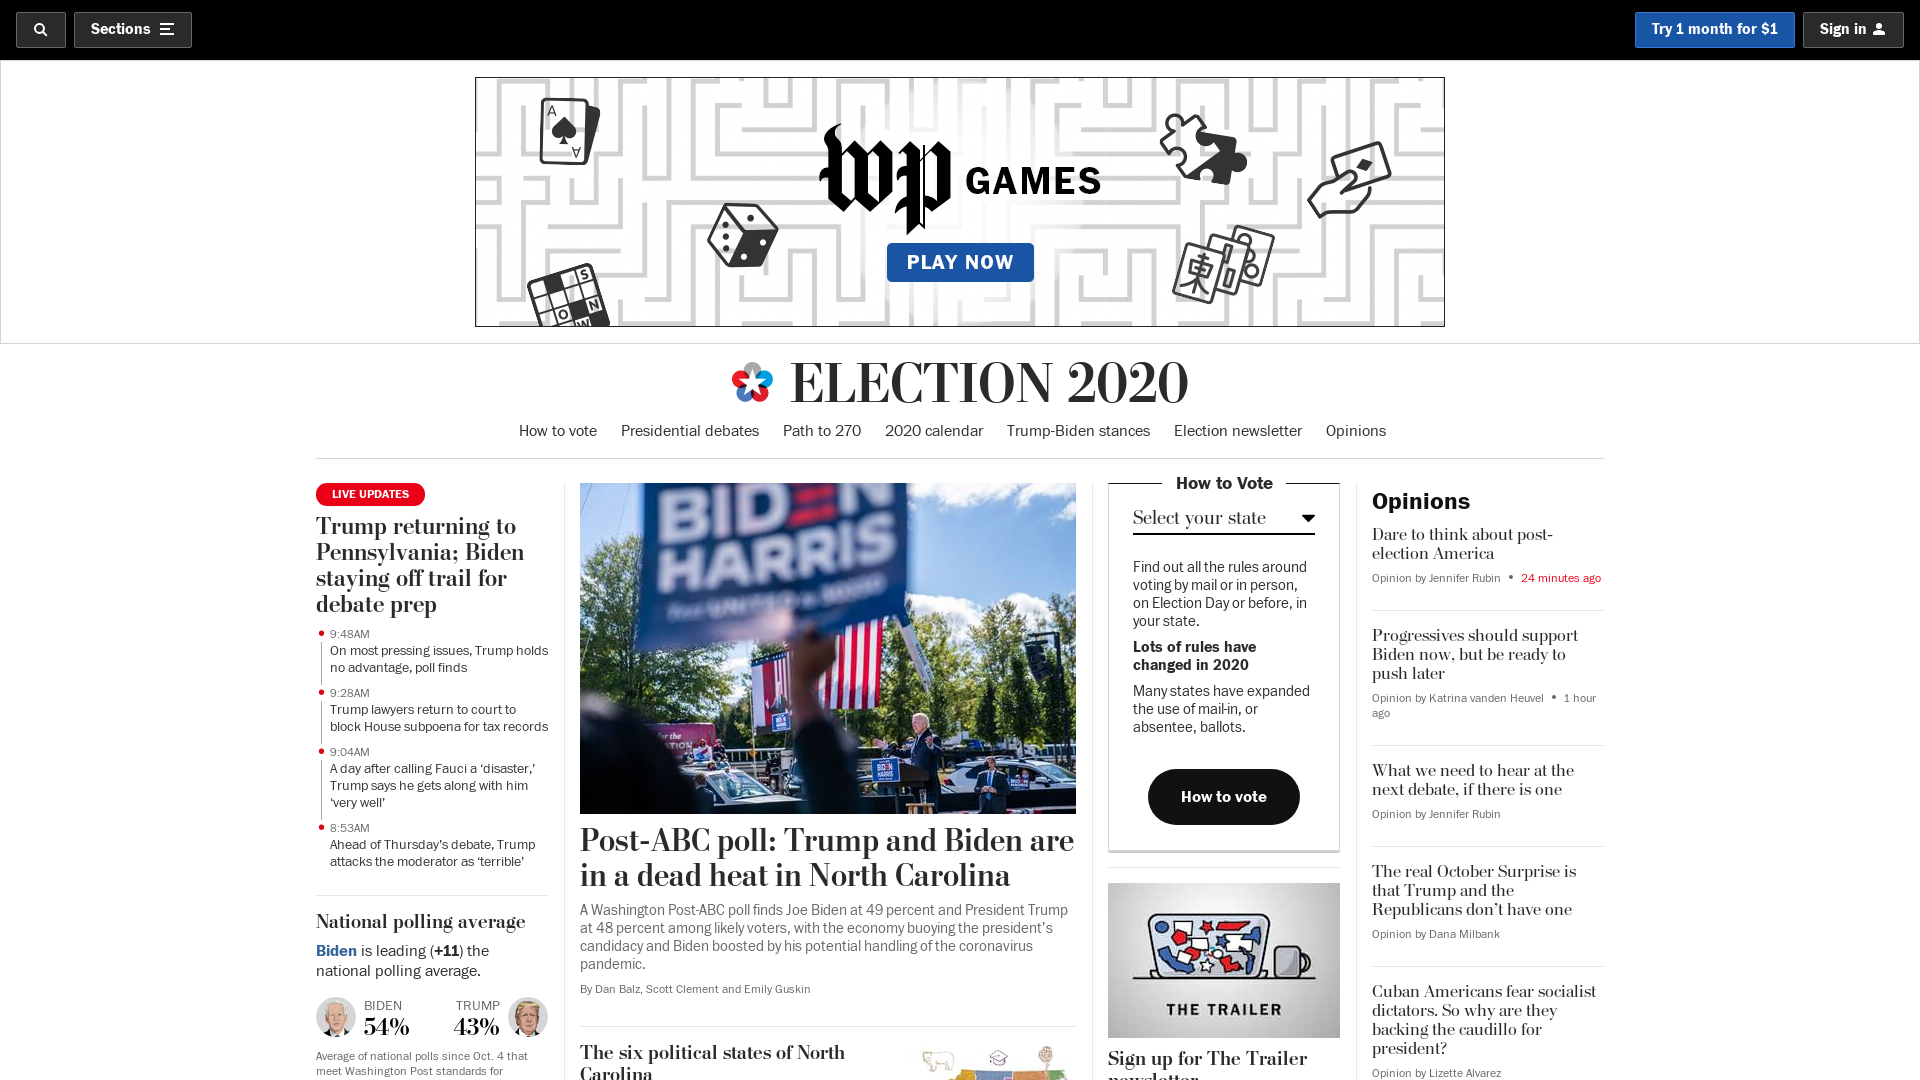 Sections
Try 1 month for $1
Sign in
A
A
wp GAMES
東
S
O N
W
PLAY NOW
ELECTION 2020
How to vote
Presidential debates
Path to 270
2020 calendar
Trump-Biden stances
Election newsletter
Opinions
LIVE UPDATES
Trump returning to
Pennsylvania; Biden
staying off trail for
debate prep
9:48AM
On most pressing issues, Trump holds
no advantage, poll finds
9:28AM
Trump lawyers return to court to
block House subpoena for tax records
9:04AM
A day after calling Fauci a ‘disaster,’
Trump says he gets along with him
‘very well’
8:53AM
Ahead of Thursday’s debate, Trump
attacks the moderator as ‘terrible’
National polling average
Biden is leading (+11) the
national polling average.
BIDEN
54%
TRUMP
43%
Average of national polls since Oct. 4 that
meet Washington Post standards for
BIDEN
HARRIS
BIDEN
HARRIS
Post-ABC poll: Trump and Biden are
in a dead heat in North Carolina
A Washington Post-ABC poll finds Joe Biden at 49 percent and President Trump
at 48 percent among likely voters, with the economy buoying the president’s
candidacy and Biden boosted by his potential handling of the coronavirus
pandemic.
By Dan Balz, Scott Clement and Emily Guskin
The six political states of North
Carolina
How to Vote
Select your state
Find out all the rules around
voting by mail or in person,
on Election Day or before, in
your state.
Lots of rules have
changed in 2020
Many states have expanded
the use of mail-in, or
absentee, ballots.
How to vote
THE TRAILER
Sign up for The Trailer
newsletter
Opinions
Dare to think about post-
election America
Opinion by Jennifer Rubin • 24 minutes ago
Progressives should support
Biden now, but be ready to
push later
Opinion by Katrina vanden Heuvel • 1 hour
ago
What we need to hear at the
next debate, if there is one
Opinion by Jennifer Rubin
The real October Surprise is
that Trump and the
Republicans don’t have one
Opinion by Dana Milbank
Cuban Americans fear socialist
dictators. So why are they
backing the caudillo for
president?
Opinion by Lizette Alvarez